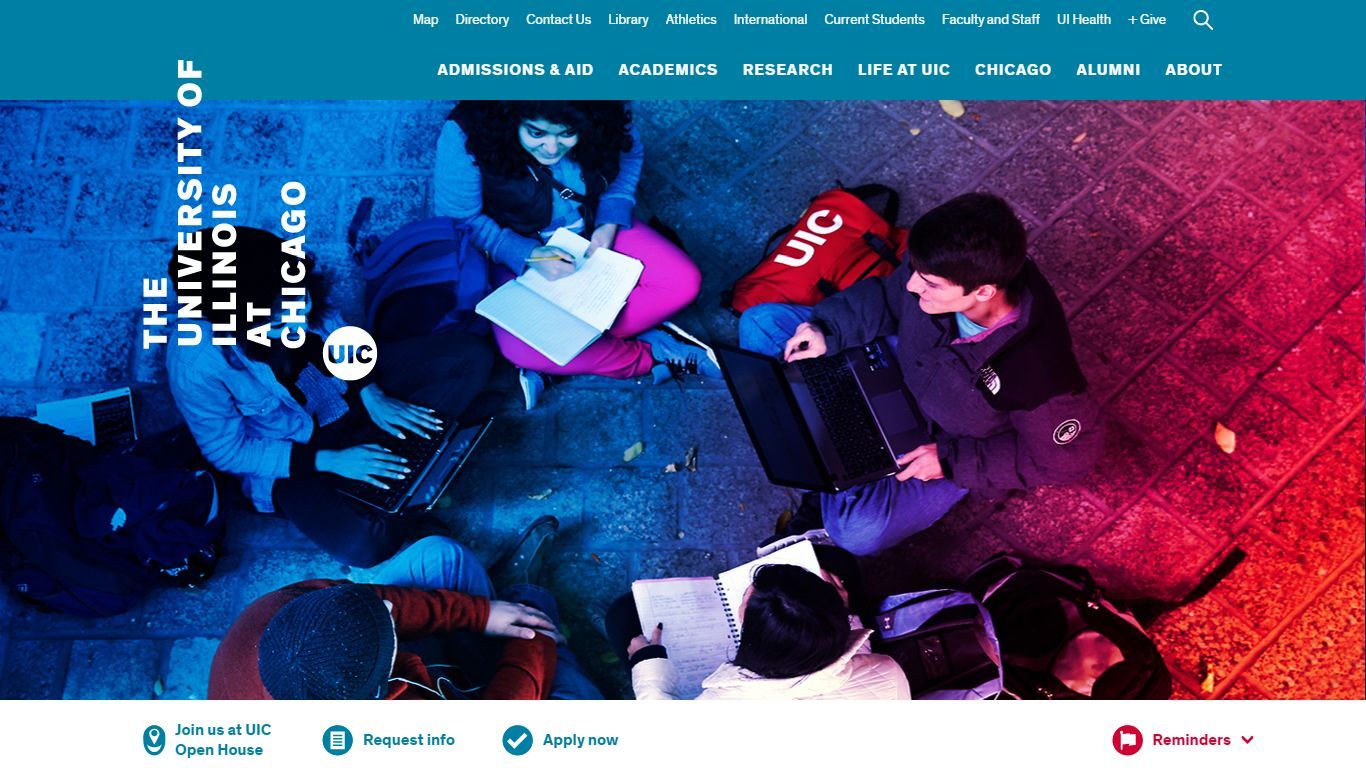 Map
Directory
Contact Us
Library
Athletics
International
Current Students
Faculty and Staff
UI Health
+ Give
ADMISSIONS & AID
ACADEMICS
RESEARCH
LIFE AT UIC
CHICAGO
ALUMNI
ABOUT
THE
UNIVERSITY OF
ILLINOIS
AT
CHICAGO
UIC
UIC
Join us at UIC
Open House
Request info
Apply now
Reminders